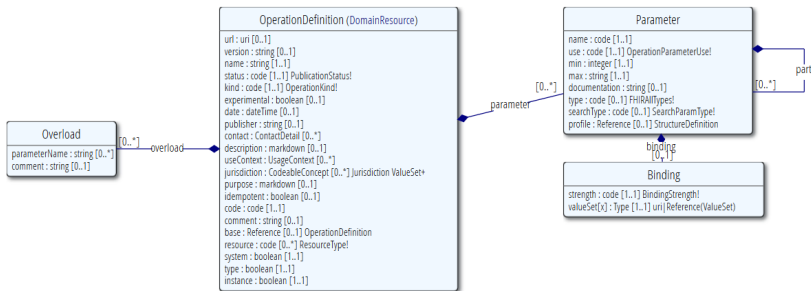 OperationDefinition (DomainResource)
url : uri [0..1]
version : string [0..1]
name : string [1..1]
status : code [1..1] PublicationStatus!
kind : code [1..1] OperationKind!
experimental : boolean [0..1]
date : dateTime [0..1]
publisher : string [0..1]
contact : ContactDetail [0..*]
description : markdown [0..1]
useContext : UsageContext [0..*]
jurisdiction : CodeableConcept [0..*] Jurisdiction ValueSet+
purpose : markdown [0..1]
idempotent : boolean [0..1]
code : code [1..1]
comment : string [0..1]
base : Reference [0..1] OperationDefinition
resource : code [0..*] ResourceType!
system : boolean [1..1]
type : boolean [1..1]
instance : boolean [1..1]
Parameter
name : code [1..1]
use : code [1..1] OperationParameterUse!
min : integer [1..1]
max : string [1..1]
documentation : string [0..1]
type : code [0..1] FHIRAllTypes!
searchType : code [0..1] SearchParamType!
profile : Reference [0..1] StructureDefinition
part
[0..*]
[0..*]
parameter
Overload
parameterName : string [0..*]
comment : string [0..1]
[0..*]
overload
binding
[0..1]
Binding
strength : code [1..1] BindingStrength!
valueSet[x] : Type [1..1] uri|Reference(ValueSet)